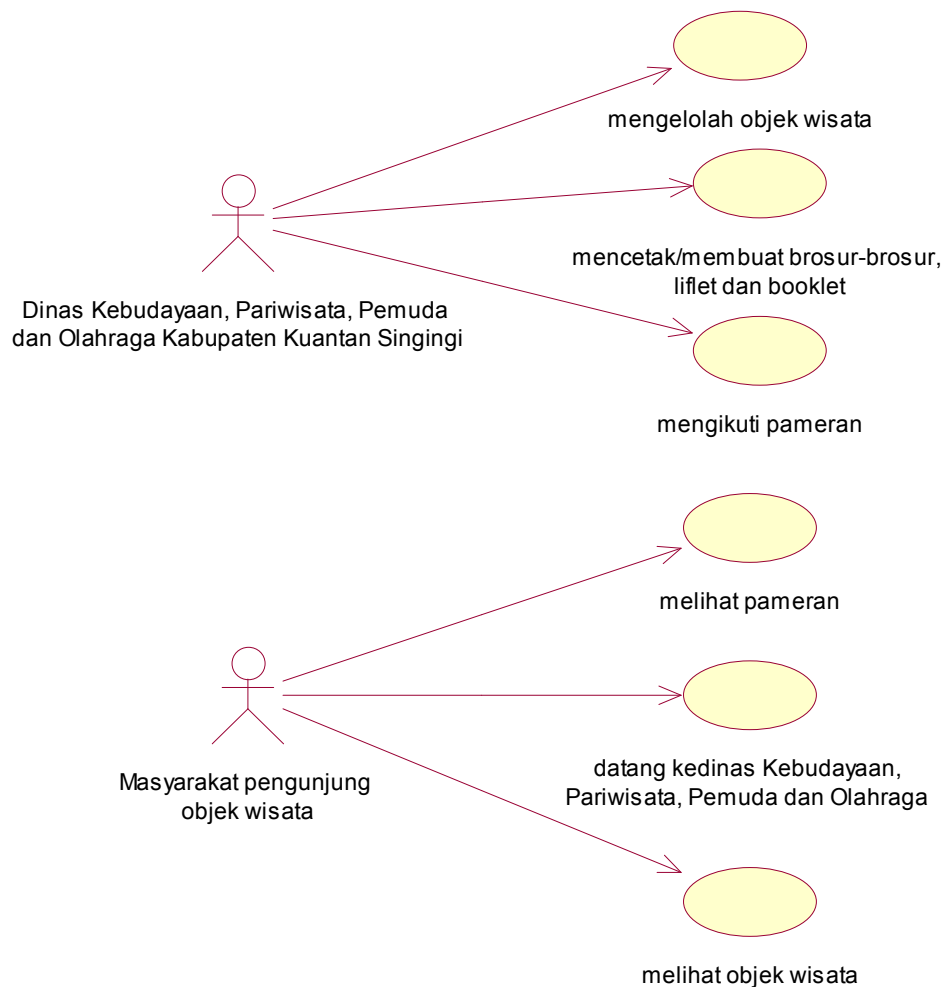 mengelolah objek wisata
mencetak/membuat brosur-brosur,
liflet dan booklet
Dinas Kebudayaan, Pariwisata, Pemuda
dan Olahraga Kabupaten Kuantan Singingi
mengikuti pameran
melihat pameran
Masyarakat pengunjung
objek wisata
datang kedinas Kebudayaan,
Pariwisata, Pemuda dan Olahraga
melihat objek wisata